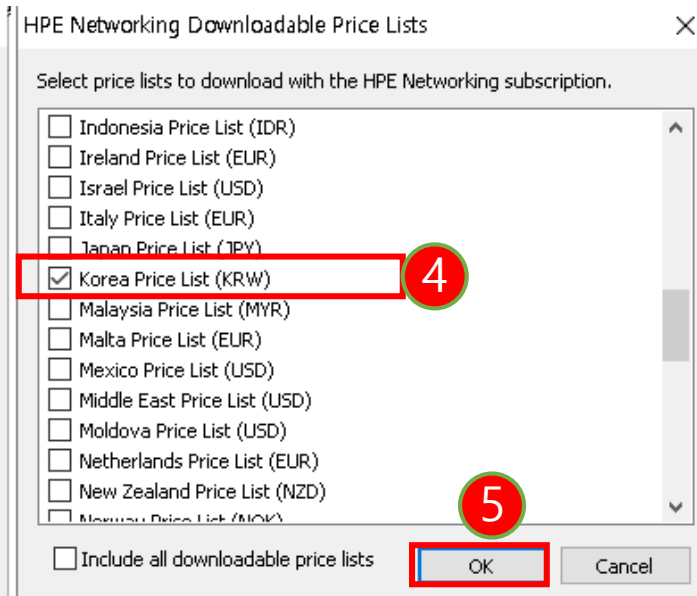 HPE Networking Downloadable Price Lists
Select price lists to download with the HPE Networking subscription.
Indonesia Price List (IDR)
Ireland Price List (EUR)
Israel Price List (USD)
Italy Price List (EUR)
Japan Price List (JPY)
Korea Price List (KRW)
4
Malaysia Price List (MYR)
Malta Price List (EUR)
Mexico Price List (USD)
Middle East Price List (USD)
Moldova Price List (USD)
Netherlands Price List (EUR)
New Zealand Price List (NZD)
Norway Price List (NOK)
5
Include all downloadable price lists
OK
Cancel